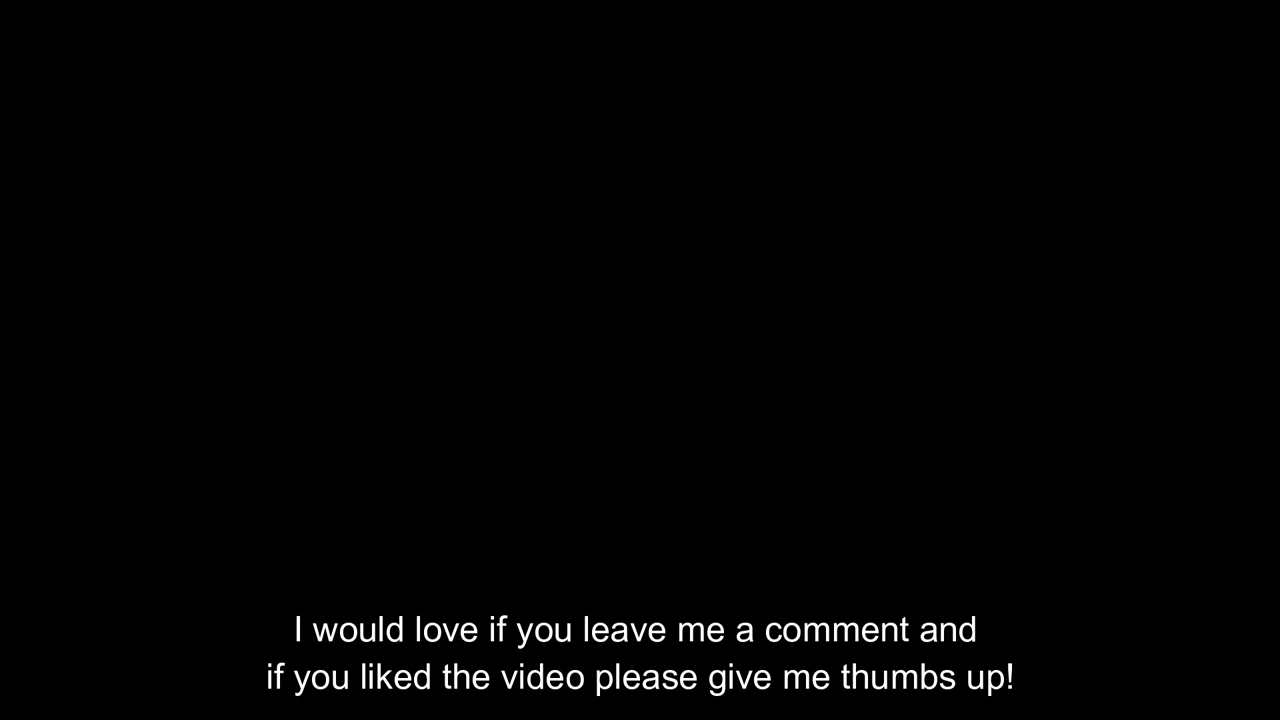 I would love if you leave me a comment and
if you liked the video please give me thumbs up!